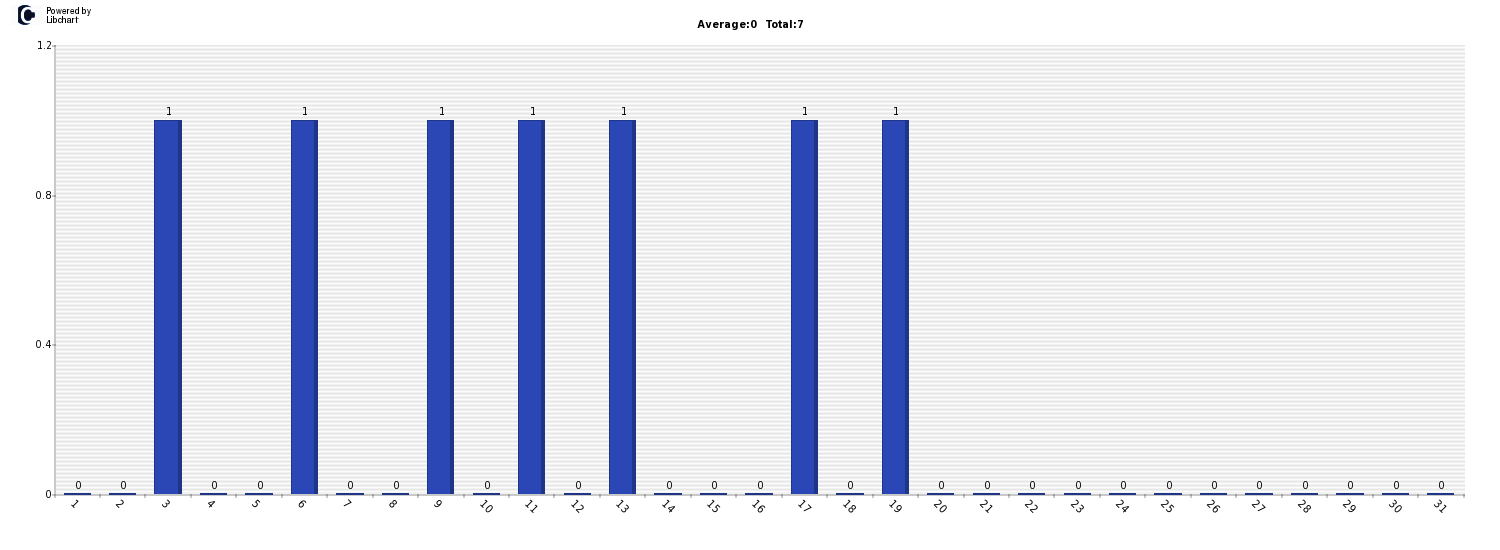 Powered by
Libchart
Average:0  Total:7
1.2
0.8
0.4
0
0 0 1 0 0 1 0 0 1 0 1 0 1 0 0 0 1 0 1 0 0 0 0 0 0 0 0 0 0 0 0
1 2 3 4 5 6 7 8 9 10 11 12 13 14 15 16 17 18 19 20 21 22 23 24 25 26 27 28 29 30 31